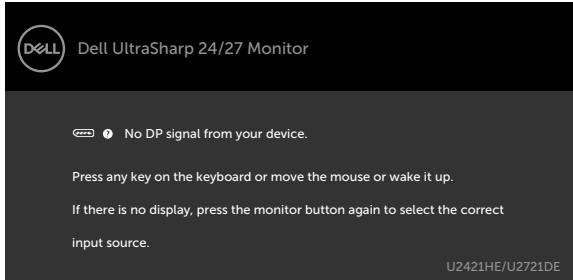 DELL Dell UltraSharp 24/27 Monitor
? No DP signal from your device.
Press any key on the keyboard or move the mouse or wake it up.
If there is no display, press the monitor button again to select the correct
input source.
U2421HE/U2721DE